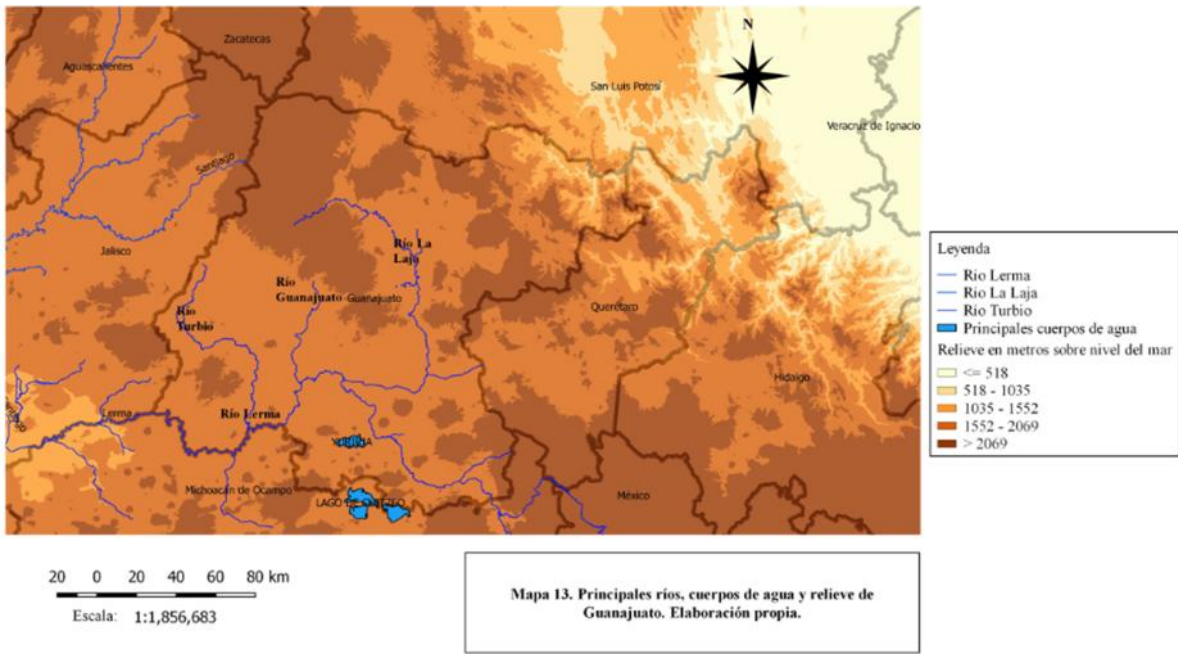 Zacatecas
N
Aguascalientes
San Luis Potosí
Veracruz de Ignacio
Santiago
Jalisco
Río La
Laja
Río
Guanajuato
Guanajuato
Río
Turbio
Querétaro
Hidalgo
Lerma
Río Lerma
Michoacán de Ocampo
México
Leyenda
Río Lerma
Río La Laja
Río Turbio
Principales cuerpos de agua
Relieve en metros sobre nivel del mar
<= 518
518 - 1035
1035 - 1552
1552 - 2069
> 2069
20 0 20 40 60 80 km
Escala: 1:1,856,683
Mapa 13. Principales ríos, cuerpos de agua y relieve de
Guanajuato. Elaboración propia.